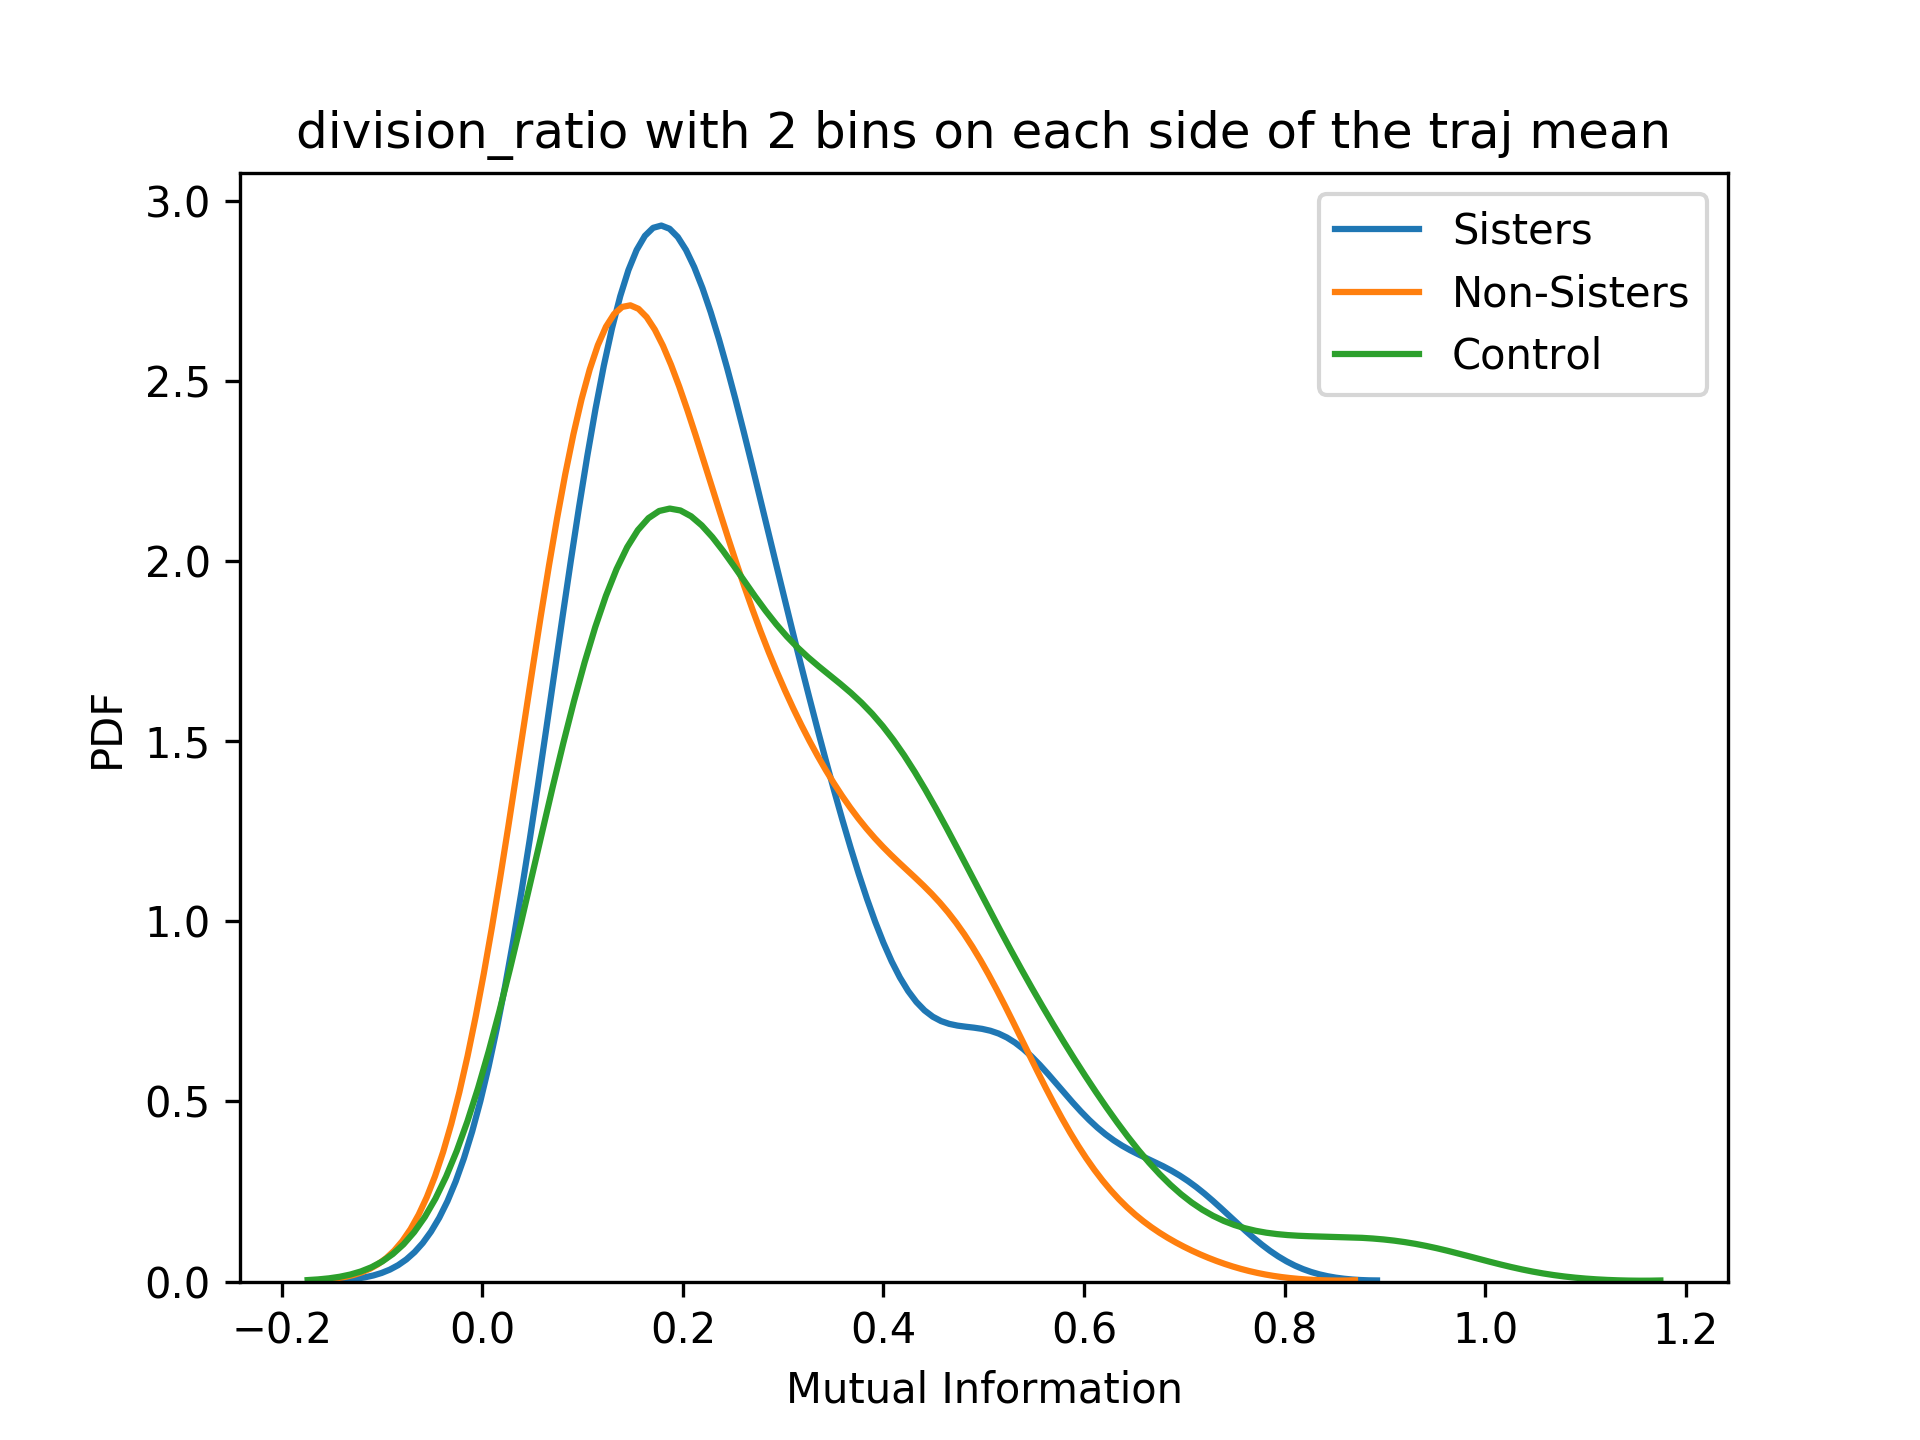 division_ratio with 2 bins on each side of the traj mean
3.0
2.5
2.0
1.5
1.0
0.5
0.0
PDF
Sisters
Non-Sisters
Control
−0.2 0.0 0.2 0.4 0.6 0.8 1.0 1.2
Mutual Information